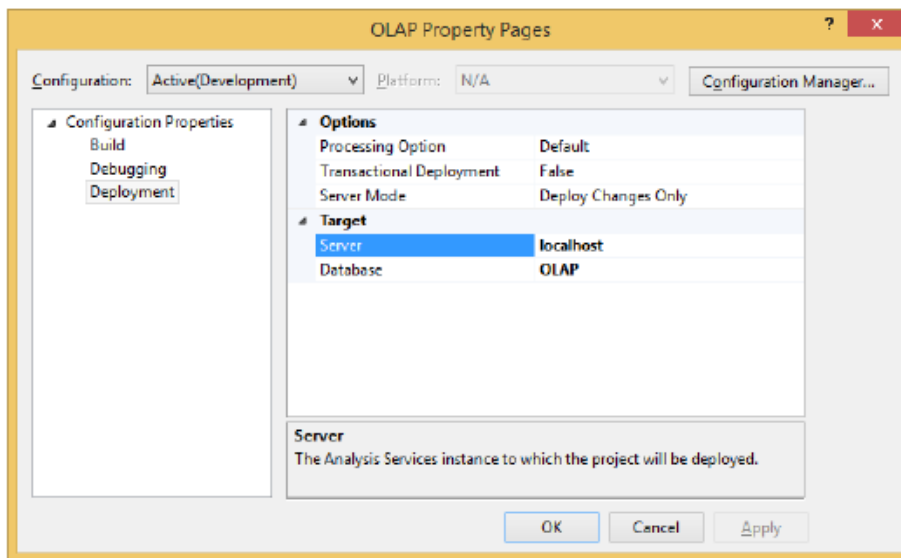 OLAP Property Pages
? x
Configuration: Active(Development) Platform: N/A Configuration Manager...
Configuration Properties
Build
Debugging
Deployment
Options
Processing Option Default
Transactional Deployment False
Server Mode Deploy Changes Only
Target
Server localhost
Database OLAP
Server
The Analysis Services instance to which the project will be deployed.
OK Cancel Apply